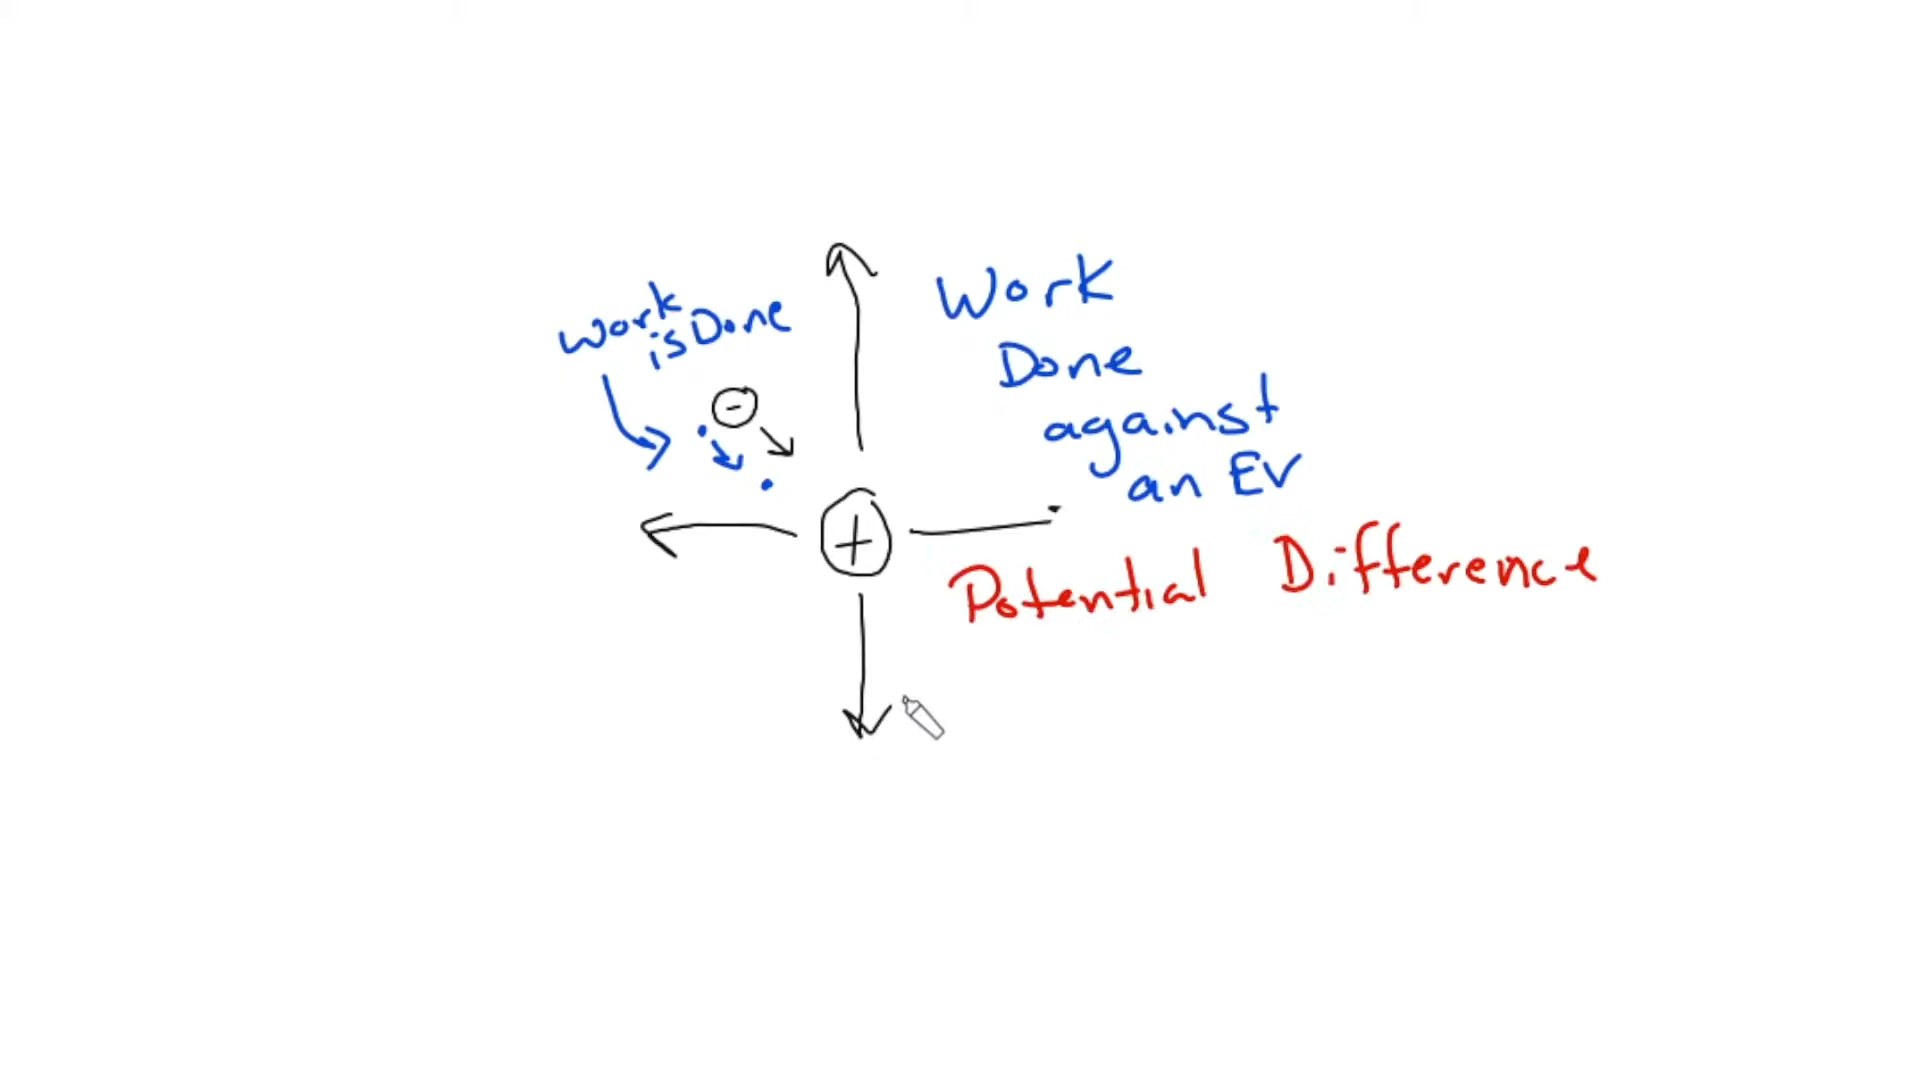 Work
is Done
-
+
Work
Done
against
an EV
Potential Difference